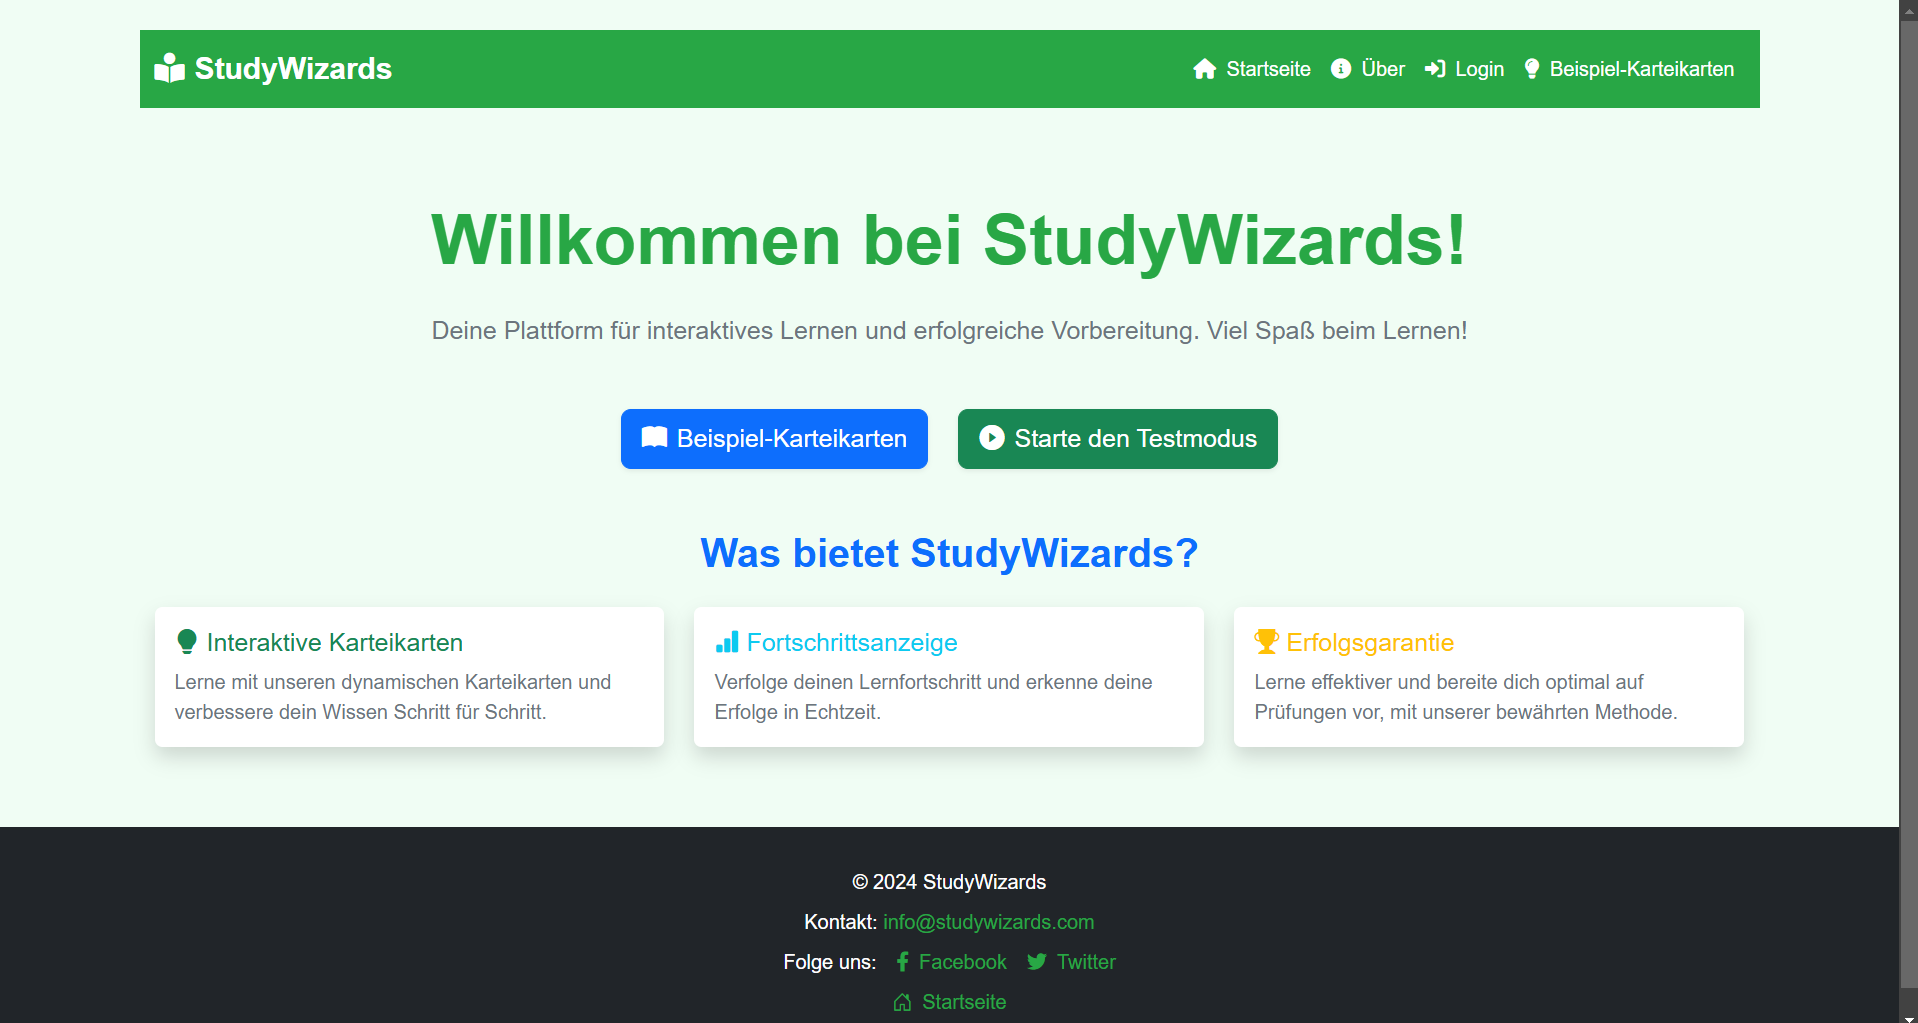 StudyWizards
Startseite Über Login Beispiel-Karteikarten
Willkommen bei StudyWizards!
Deine Plattform für interaktives Lernen und erfolgreiche Vorbereitung. Viel Spaß beim Lernen!
Beispiel-Karteikarten Starte den Testmodus
Was bietet StudyWizards?
Interaktive Karteikarten
Lerne mit unseren dynamischen Karteikarten und
verbessere dein Wissen Schritt für Schritt.
Fortschrittsanzeige
Verfolge deinen Lernfortschritt und erkenne deine
Erfolge in Echtzeit.
Erfolgsgarantie
Lerne effektiver und bereite dich optimal auf
Prüfungen vor, mit unserer bewährten Methode.
© 2024 StudyWizards
Kontakt: info@studywizards.com
Folge uns: Facebook Twitter
Startseite